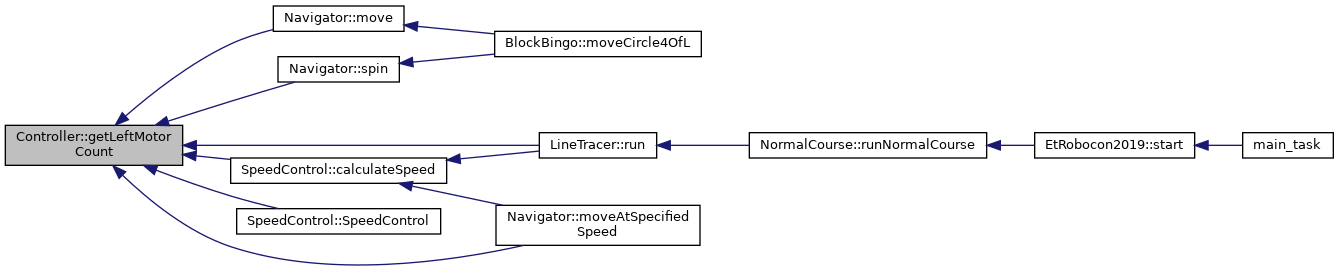 Navigator::move
BlockBingo::moveCircle4OfL
Navigator::spin
Controller::getLeftMotor
Count
LineTracer::run
NormalCourse::runNormalCourse
EtRobocon2019::start
main_task
SpeedControl::calculateSpeed
SpeedControl::SpeedControl
Navigator::moveAtSpecified
Speed